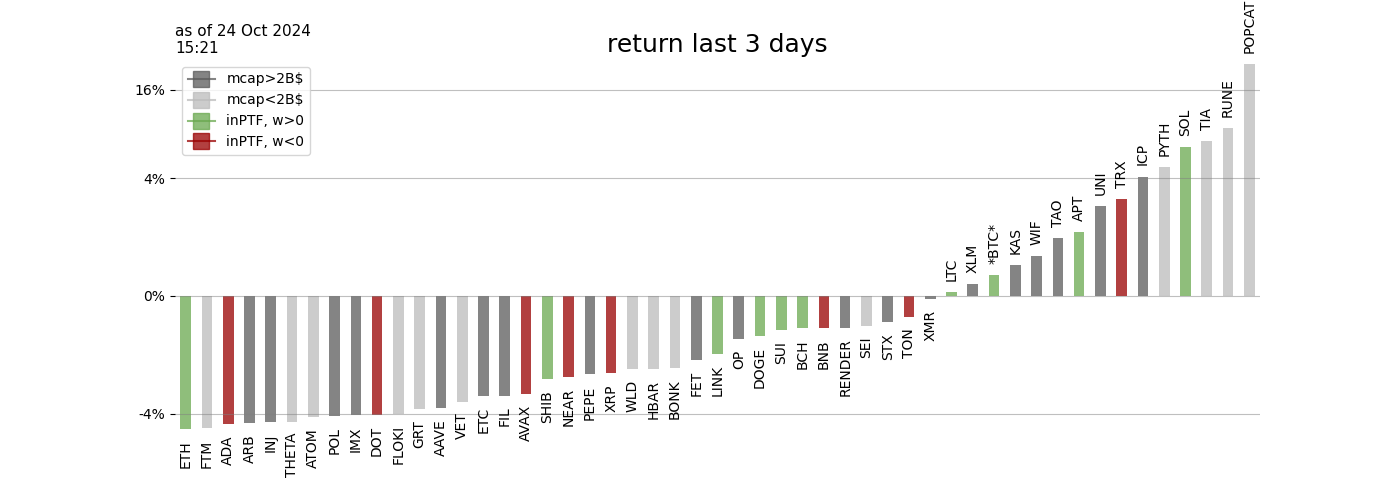 as of 24 Oct 2024
15:21
return last 3 days
mcap>2B$
mcap<2B$
inPTF, w>0
inPTF, w<0
16%
4%
0%
-4%
ETH
FTM
ADA
ARB
INJ
THETA
ATOM
POL
IMX
DOT
FLOKI
GRT
AAVE
VET
ETC
FIL
AVAX
SHIB
NEAR
PEPE
XRP
WLD
HBAR
BONK
FET
LINK
OP
DOGE
SUI
BCH
BNB
RENDER
SEI
STX
TON
XMR
LTC
XLM
*BTC*
KAS
WIF
TAO
APT
UNI
TRX
ICP
PYTH
SOL
TIA
RUNE
POPCAT